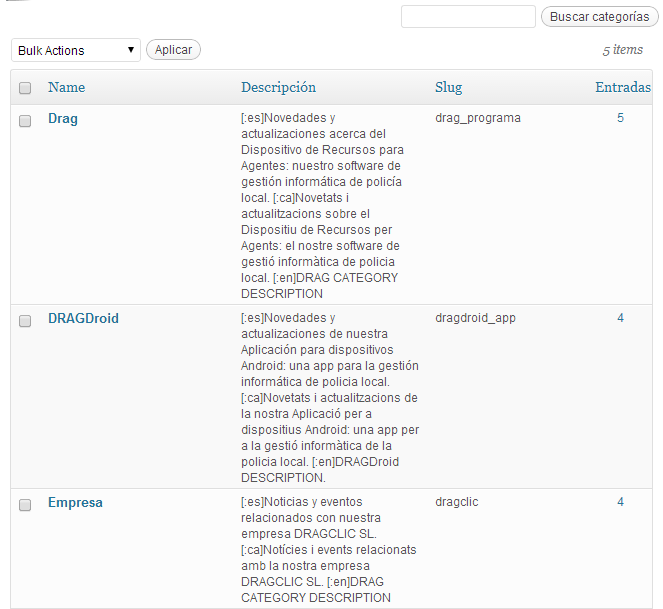 Buscar categorías
Bulk Actions
Aplicar
5 items
Name Descripción Slug Entradas
Drag
[:es]Novedades y
actualizaciones acerca del
Dispositivo de Recursos para
Agentes: nuestro software de
gestión informática de policía
local. [:ca]Novetats i
actualitzacions sobre el
Dispositiu de Recursos per
Agents: el nostre software de
gestió informàtica de policia
local. [:en]DRAG CATEGORY
DESCRIPTION
drag_programa
5
DRAGDroid
[:es]Novedades y
actualizaciones de nuestra
Aplicación para dispositivos
Android: una app para la gestión
informática de policia local.
[:ca]Novetats i actualitzacions de
la nostra Aplicació per a
dispositius Android: una app per
a la gestió informàtica de la
policia local. [:en]DRAGDroid
DESCRIPTION.
dragdroid_app
4
Empresa
[:es]Noticias y eventos
relacionados con nuestra
empresa DRAGCLIC SL.
[:ca]Notícies i events relacionats
amb la nostra empresa
DRAGCLIC SL. [:en]DRAG
CATEGORY DESCRIPTION
dragclic
4